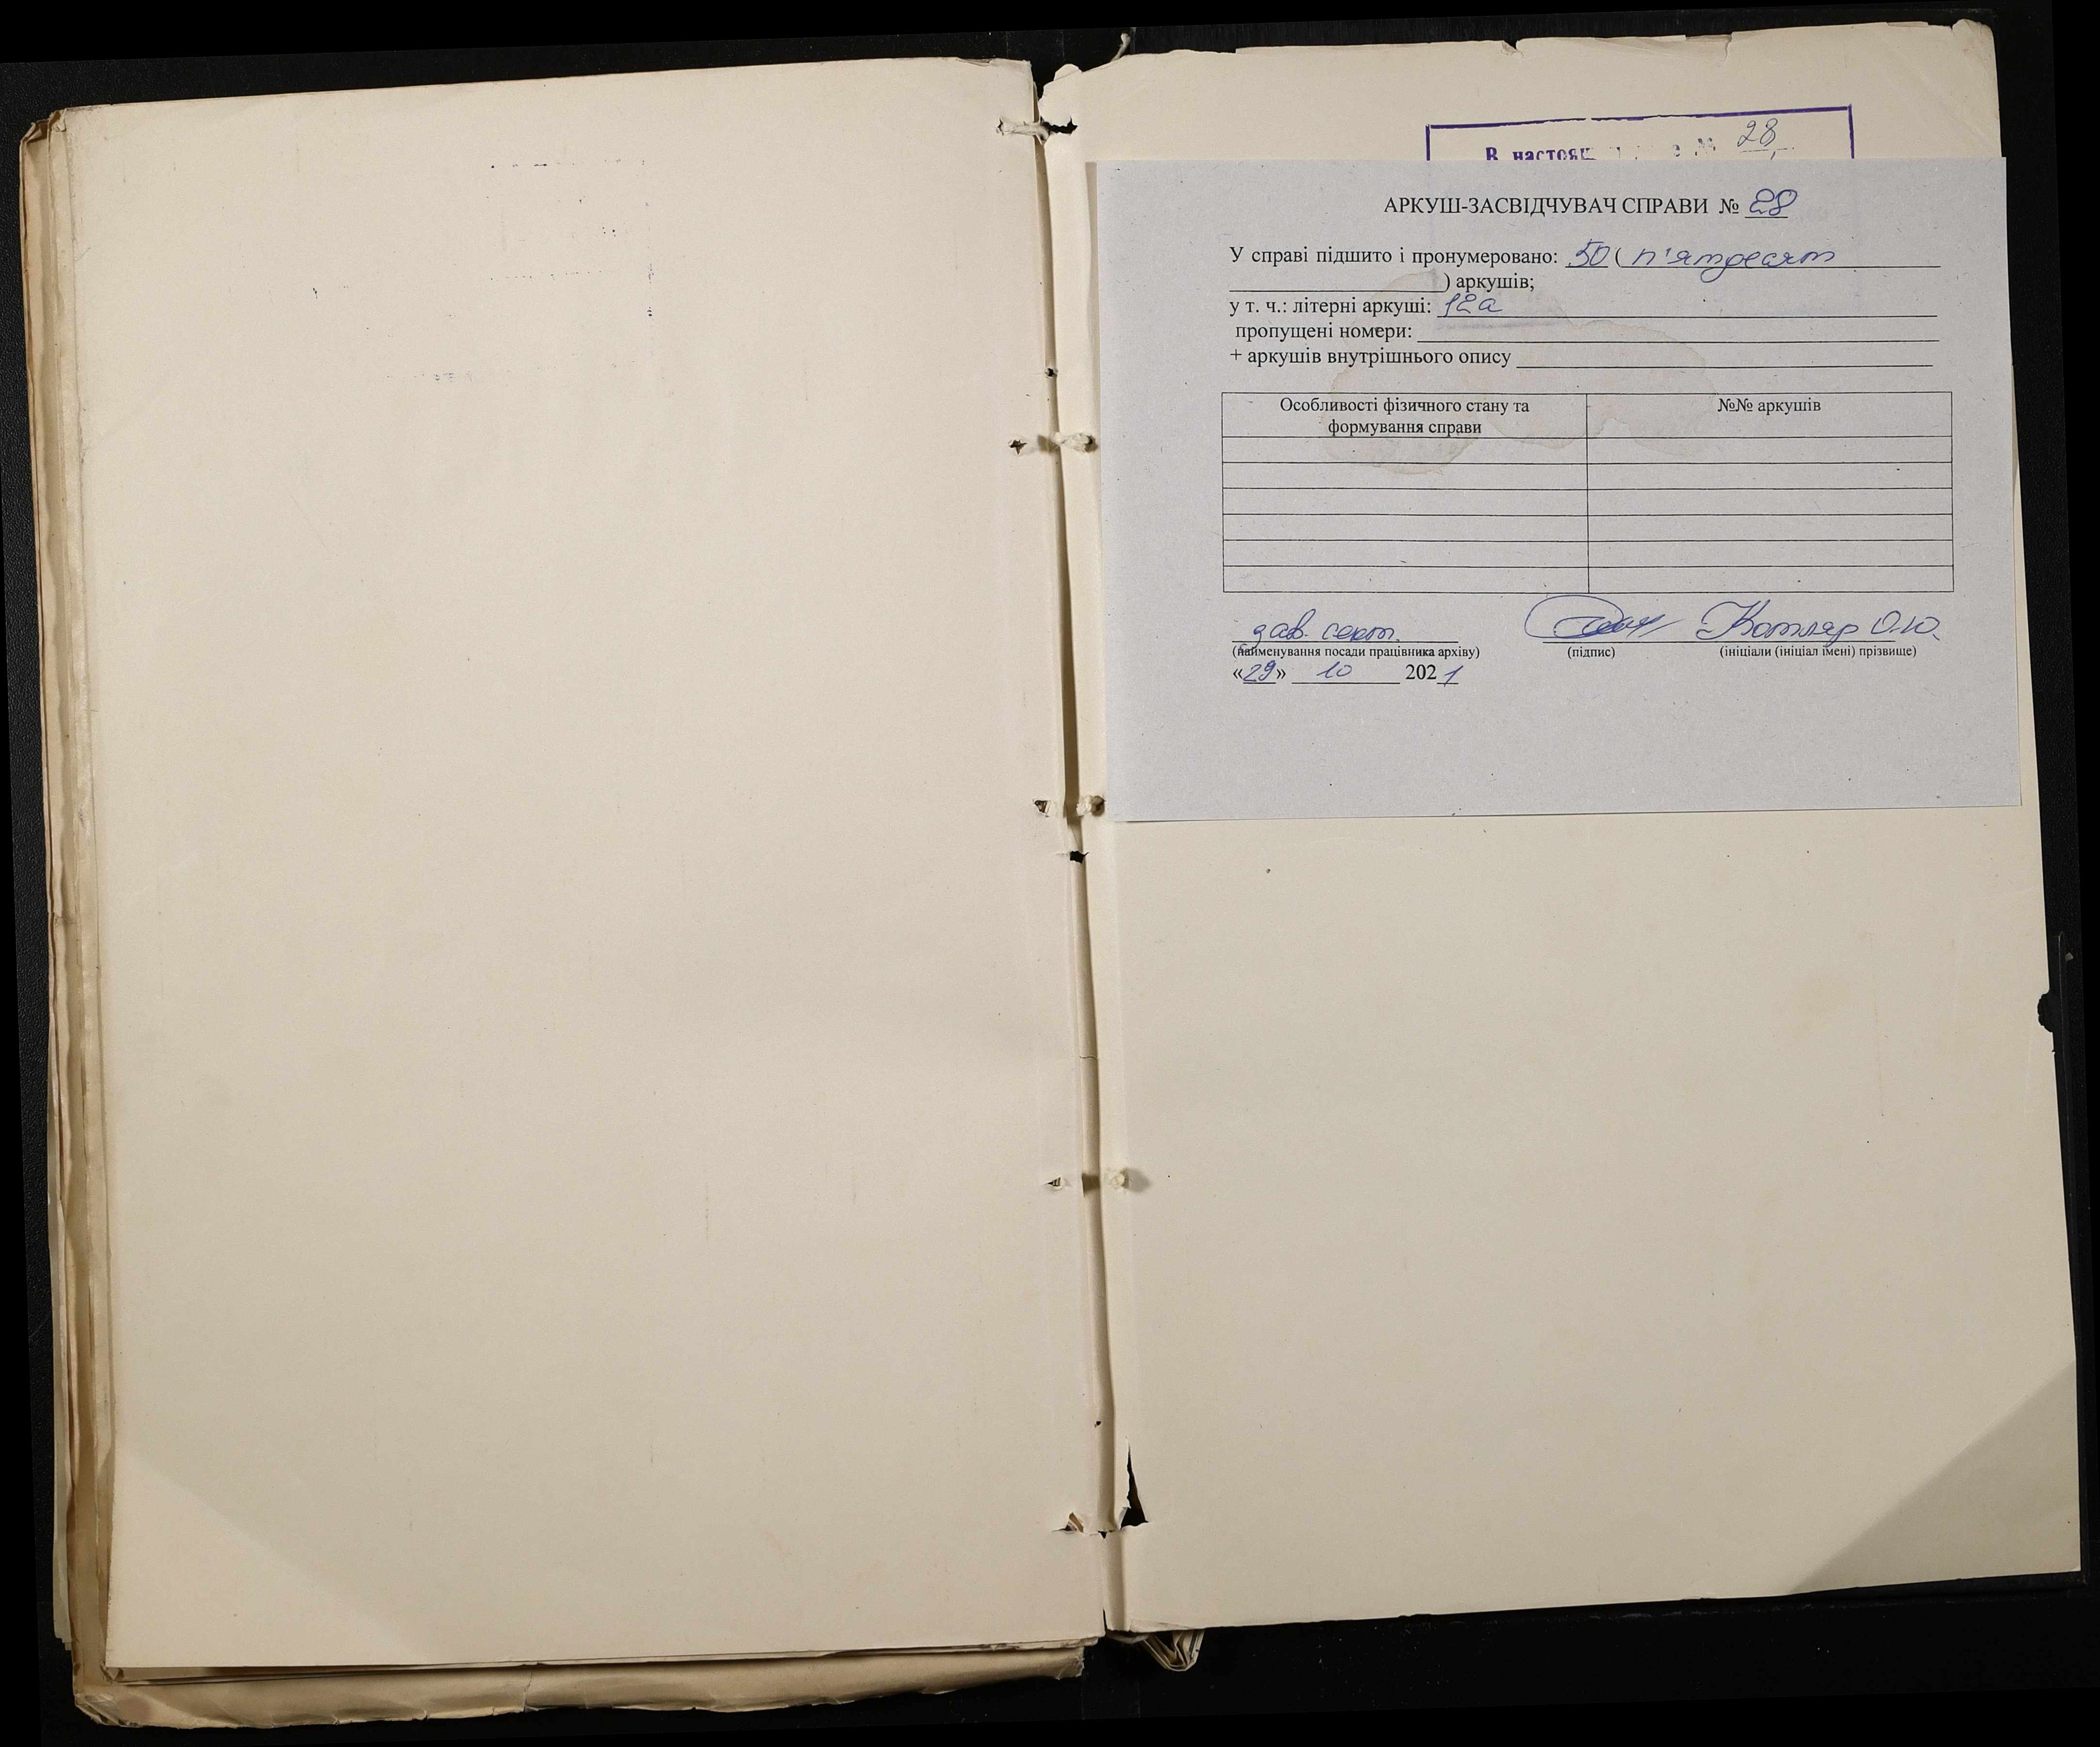 В настоящ е № 28
АРКУШ-ЗАСВІДЧУВАЧ СПРАВИ № 28
У справі підшито і пронумеровано: 50 ( п'ятдесят
) аркушів;
у т. ч.: літерні аркуші: 12а
пропущені номери:
+ аркушів внутрішнього опису
Особливості фізичного стану та №№ аркушів
формування справи
зав. сект. Котляр О.Ю.
(найменування посади працівника архіву) (підпис) (ініціали (ініціал імені) прізвище)
«29» 10 2021